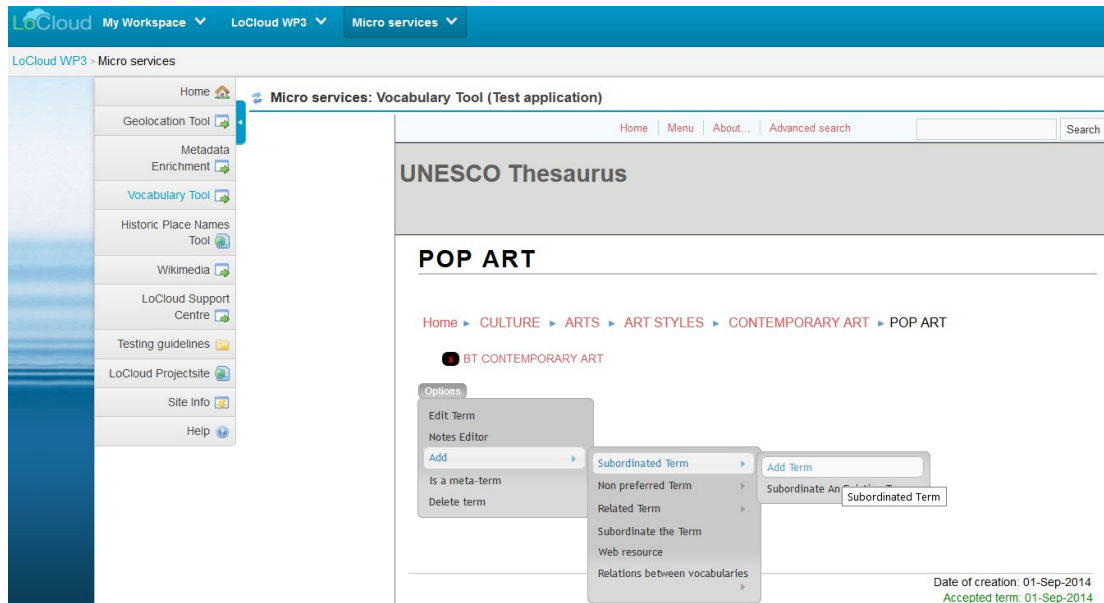 LoCloud My Workspace LoCloud WP3 Micro services
LoCloud WP3 > Micro services
Home
Geolocation Tool
Metadata
Enrichment
Vocabulary Tool
Historic Place Names
Tool
Wikimedia
LoCloud Support
Centre
Testing guidelines
LoCloud Projectsite
Site Info
Help
Micro services: Vocabulary Tool (Test application)
Home Menu About... Advanced search Search
UNESCO Thesaurus
POP ART
Home ► CULTURE ► ARTS ► ART STYLES ► CONTEMPORARY ART ► POP ART
x BT CONTEMPORARY ART
Options
Edit Term
Notes Editor
Add
Is a meta-term
Delete term
Subordinated Term
Non preferred Term
Related Term
Subordinate the Term
Web resource
Relations between vocabularies
Add Term
Subordinate An
Subordinated Term
Date of creation: 01-Sep-2014
Accepted term: 01-Sep-2014